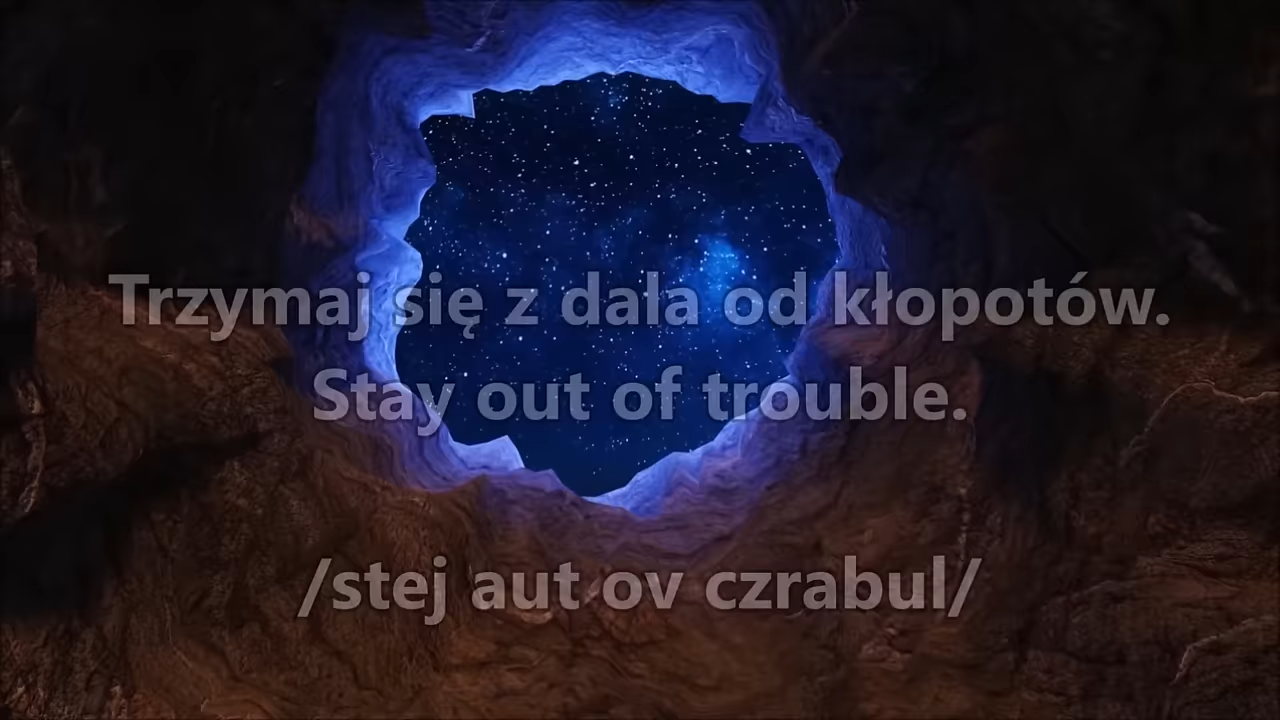 Trzymaj się z dala od kłopotów.
Stay out of trouble.
/stej aut ov czrabul/